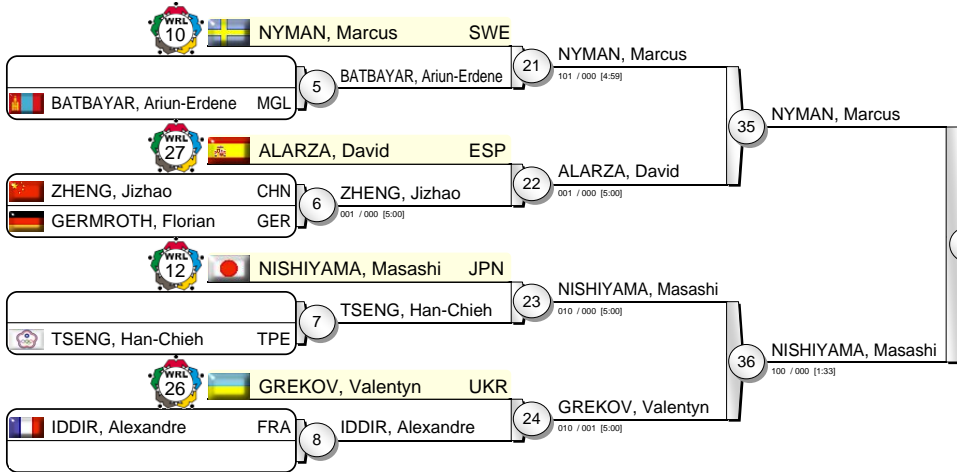 WRL
10
NYMAN, Marcus SWE
BATBAYAR, Ariun-Erdene MGL
5
BATBAYAR, Ariun-Erdene
21
NYMAN, Marcus
101 / 000 [4:59]
35
NYMAN, Marcus
WRL
27
ALARZA, David ESP
ZHENG, Jizhao CHN
GERMROTH, Florian GER
6
ZHENG, Jizhao
001 / 000 [5:00]
22
ALARZA, David
001 / 000 [5:00]
WRL
12
NISHIYAMA, Masashi JPN
TSENG, Han-Chieh TPE
7
TSENG, Han-Chieh
23
NISHIYAMA, Masashi
010 / 000 [5:00]
36
NISHIYAMA, Masashi
100 / 000 [1:33]
WRL
26
GREKOV, Valentyn UKR
IDDIR, Alexandre FRA
8
IDDIR, Alexandre
24
GREKOV, Valentyn
010 / 001 [5:00]